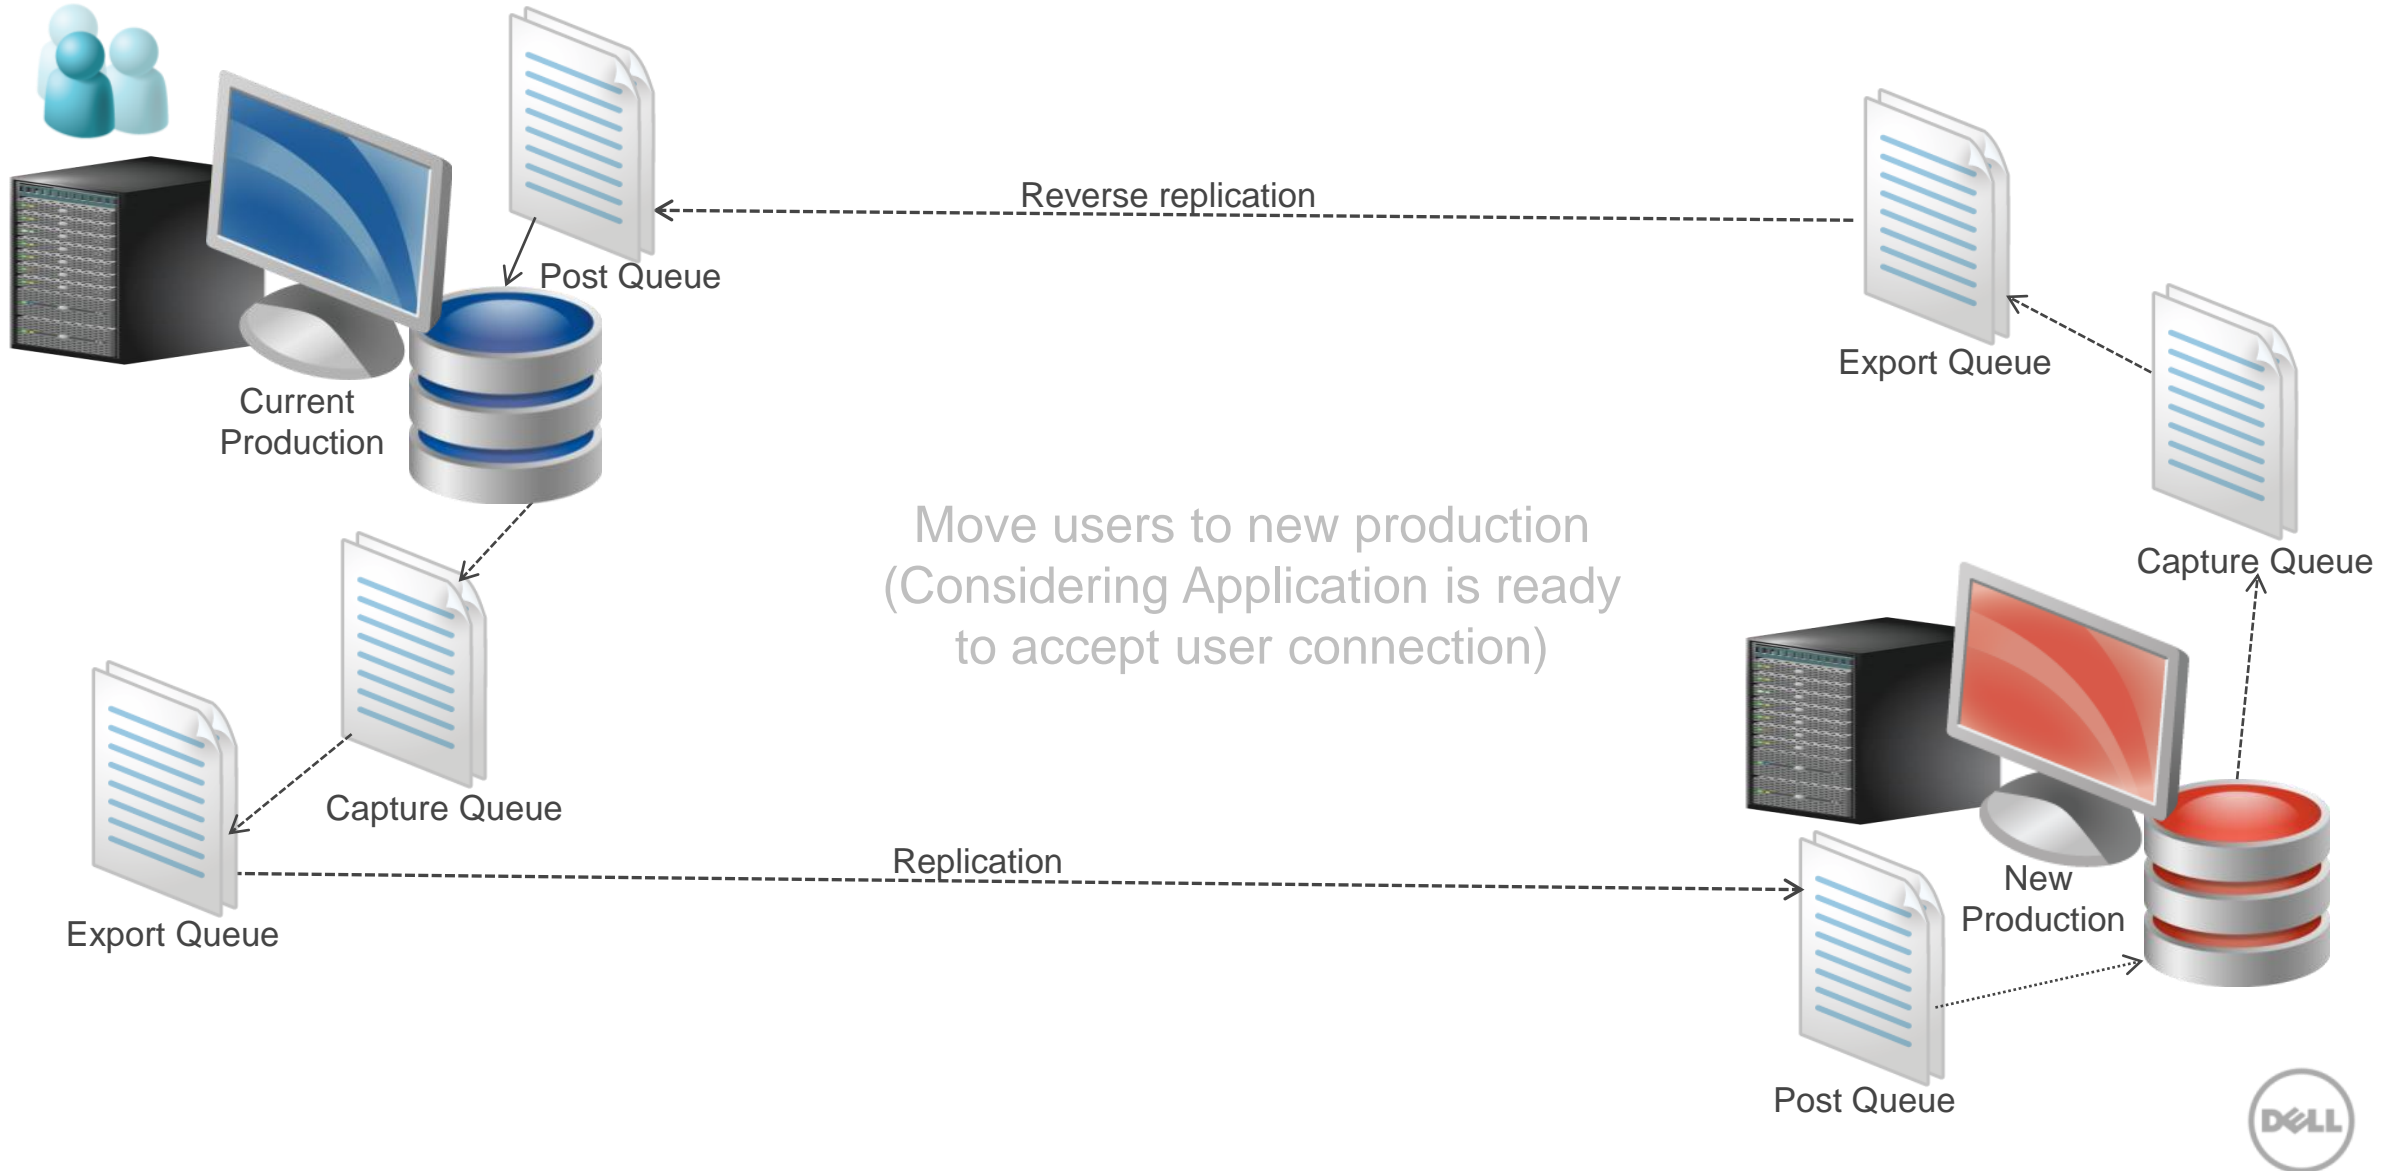 Reverse replication
Post Queue
Export Queue
Current
Production
Move users to new production
(Considering Application is ready
to accept user connection)
Capture Queue
Capture Queue
Replication
New
Production
Export Queue
Post Queue
DELL